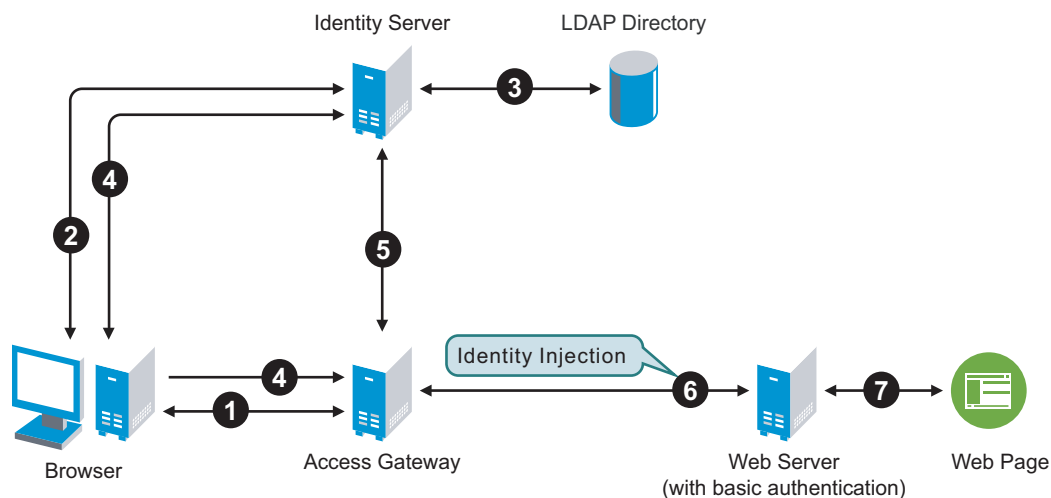 Identity Server
LDAP Directory
3
4
2
5
Identity Injection
4
6
7
1
Browser
Access Gateway
Web Server
(with basic authentication)
Web Page